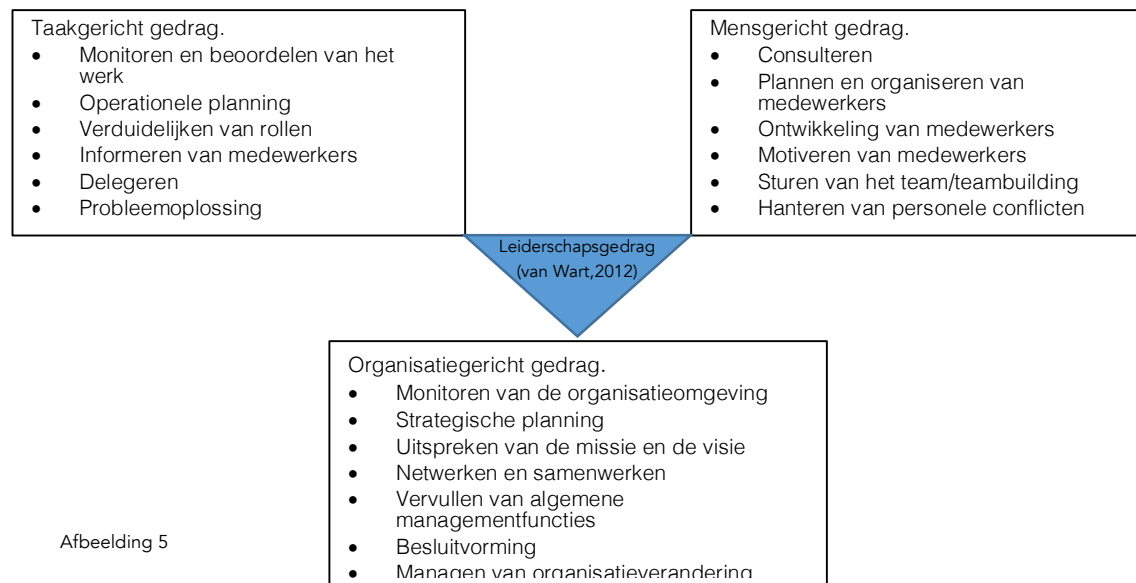 Taakgericht gedrag.
• Monitoren en beoordelen van het
werk
• Operationele planning
• Verduidelijken van rollen
• Informeren van medewerkers
• Delegeren
• Probleemoplossing
Mensgericht gedrag.
• Consulteren
• Plannen en organiseren van
medewerkers
• Ontwikkeling van medewerkers
• Motiveren van medewerkers
• Sturen van het team/teambuilding
• Hanteren van personele conflicten
Leiderschapsgedrag
(van Wart,2012)
Organisatiegericht gedrag.
• Monitoren van de organisatieomgeving
• Strategische planning
• Uitspreken van de missie en de visie
• Netwerken en samenwerken
• Vervullen van algemene
managementfuncties
• Besluitvorming
• Managen van organisatieverandering
Afbeelding 5